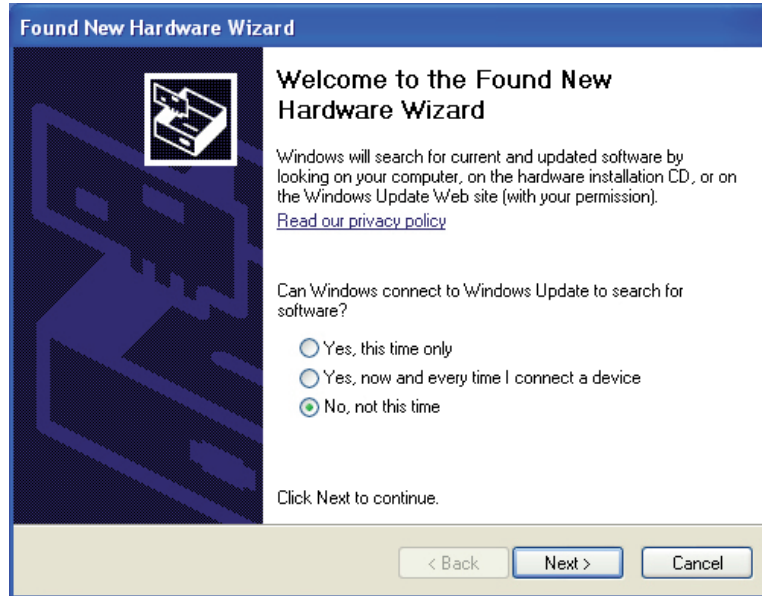 Found New Hardware Wizard
Welcome to the Found New
Hardware Wizard
Windows will search for current and updated software by
looking on your computer, on the hardware installation CD, or on
the Windows Update Web site (with your permission).
Read our privacy policy
Can Windows connect to Windows Update to search for
software?
Yes, this time only
Yes, now and every time I connect a device
No, not this time
Click Next to continue.
< Back
Next >
Cancel